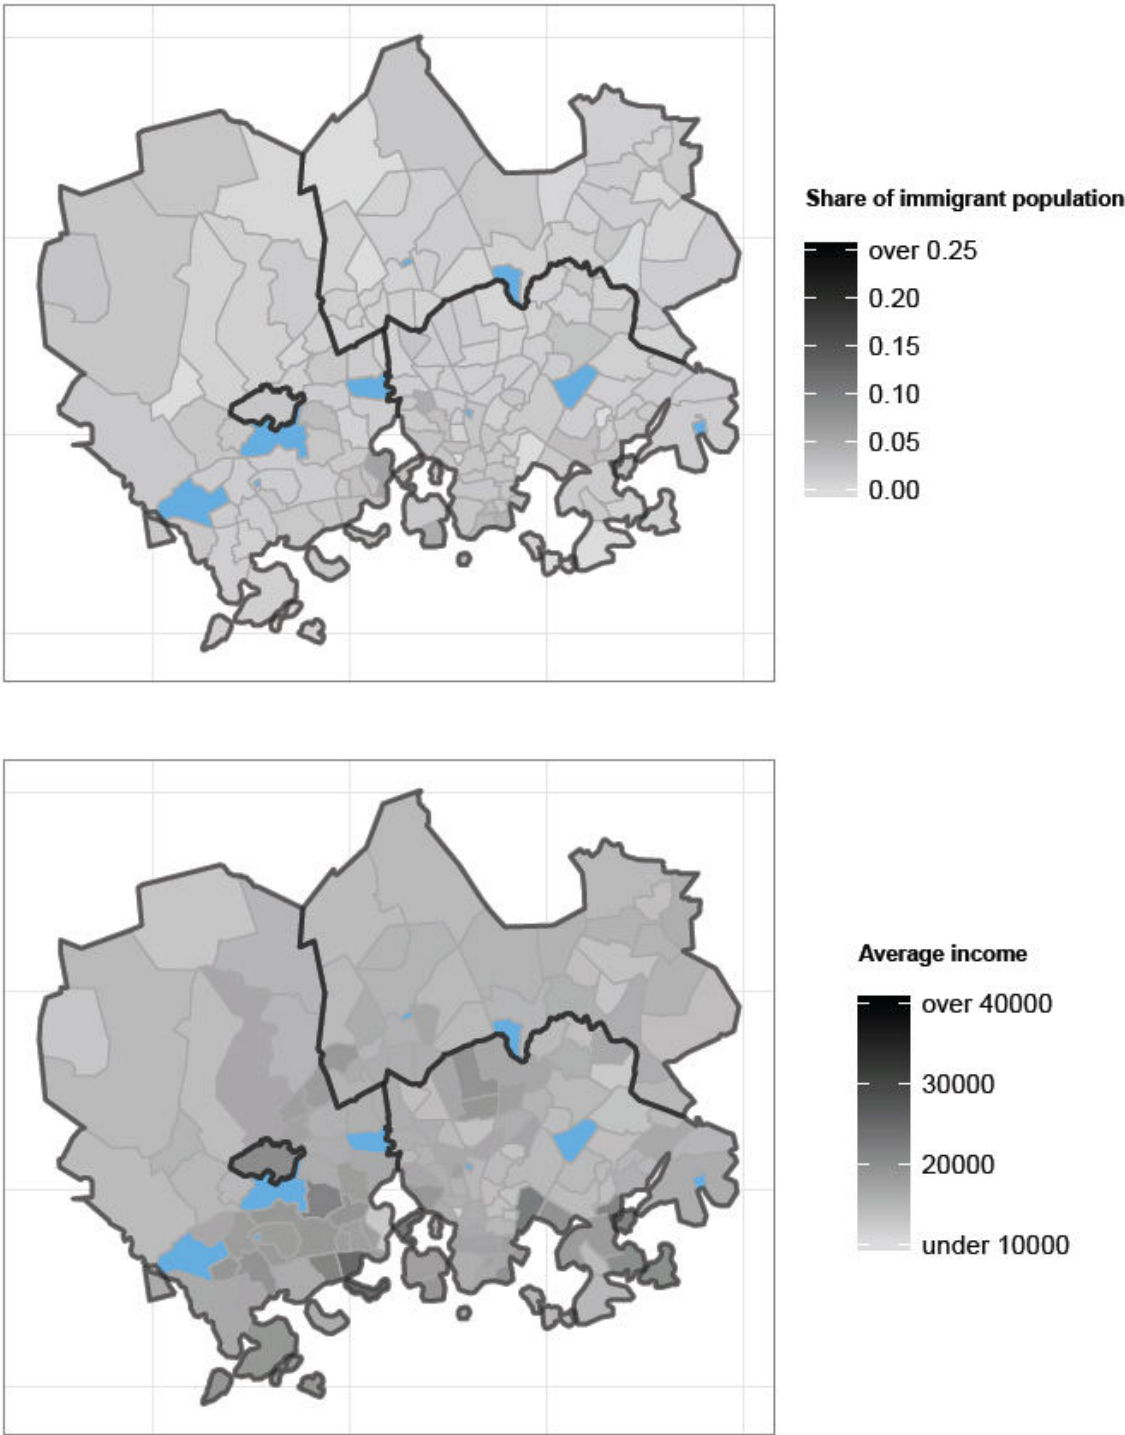 Share of immigrant population
over 0.25
0.20
0.15
0.10
0.05
0.00
Average income
over 40000
30000
20000
under 10000